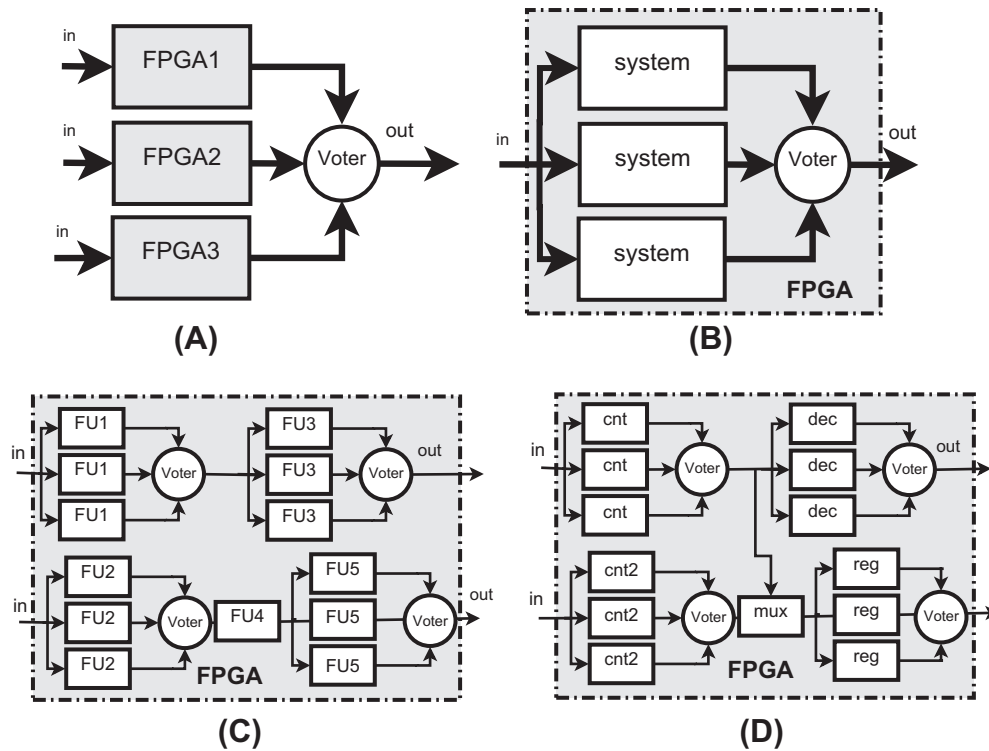 in
FPGA1
in
FPGA2
Voter
out
in
FPGA3
(A)
system
in
system
Voter
out
system
FPGA
(B)
FU1
FU3
in
FU1
Voter
FU3
Voter
out
FU1
FU3
FU2
FU5
in
FU2
Voter
FU4
FU5
Voter
out
FU2
FU5
FPGA
(C)
cnt
dec
in
cnt
Voter
dec
Voter
out
cnt
dec
cnt2
reg
in
cnt2
Voter
mux
reg
Voter
cnt2
reg
FPGA
(D)